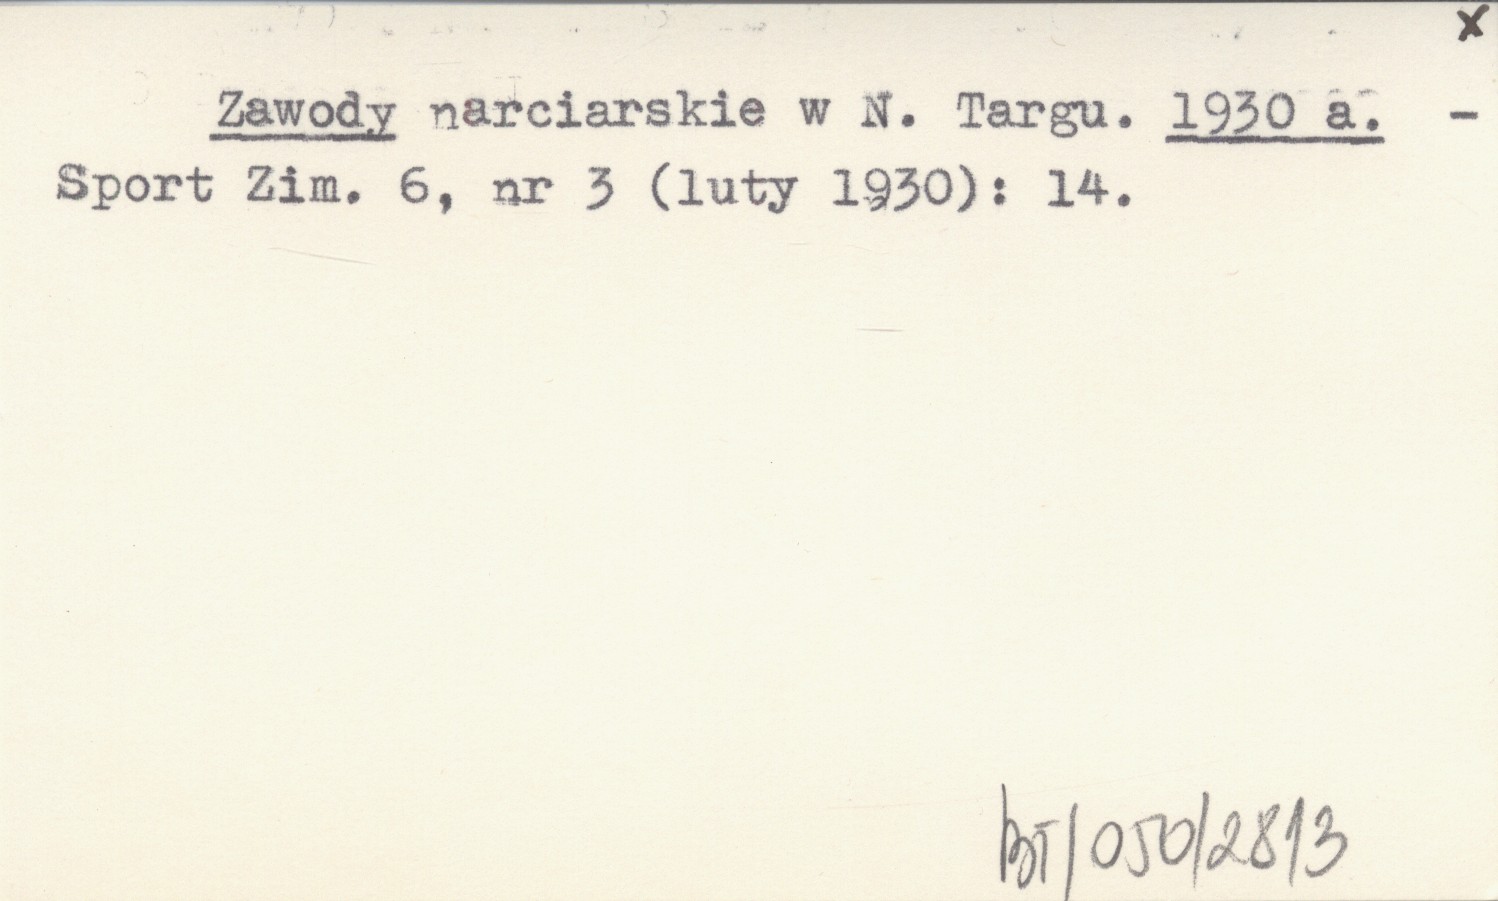 x
Zawody narciarskie w N. Targu. 1930 a. -
Sport Zim. 6, nr 3 (luty 1930): 14.
BT/050/2813